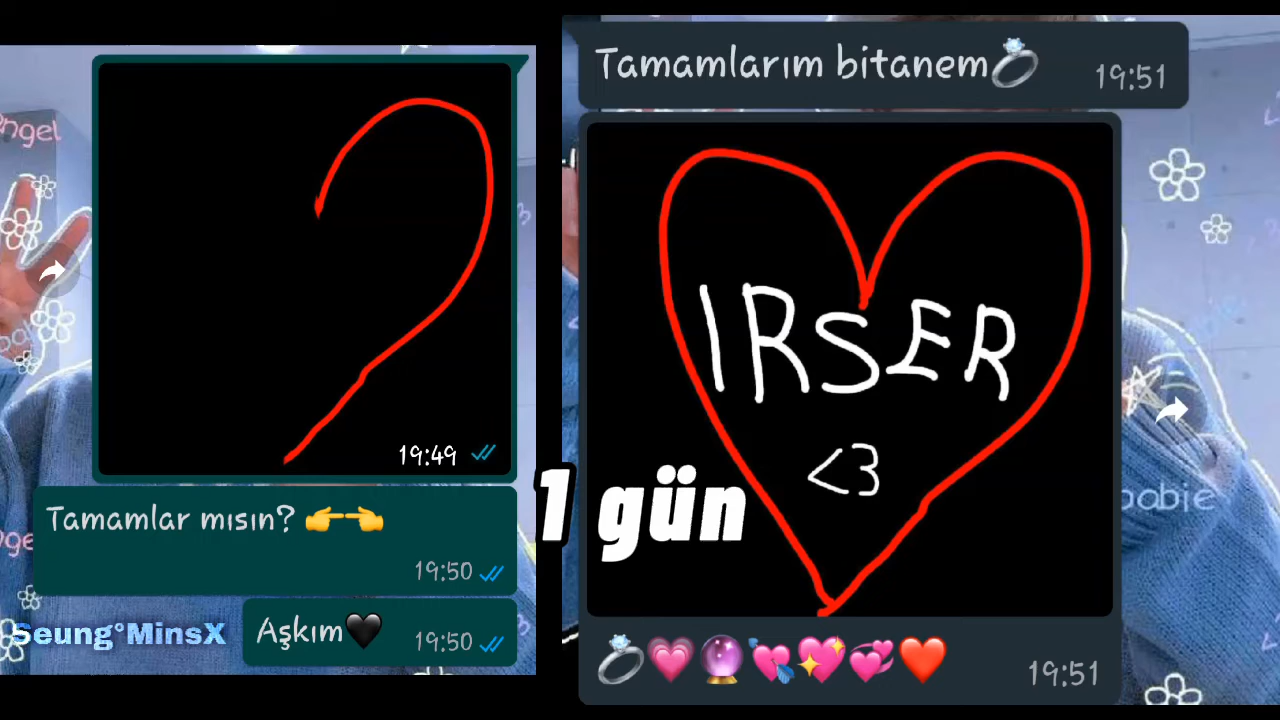 19:49
Tamamlar mısın? 👉👈
19:50
Seung°MinsX
Aşkım🖤
19:50
1 gün
Tamamlarım bitanem💍
19:51
IRSER
<3
💍💗🔮💘💖💞❤️
19:51
babie